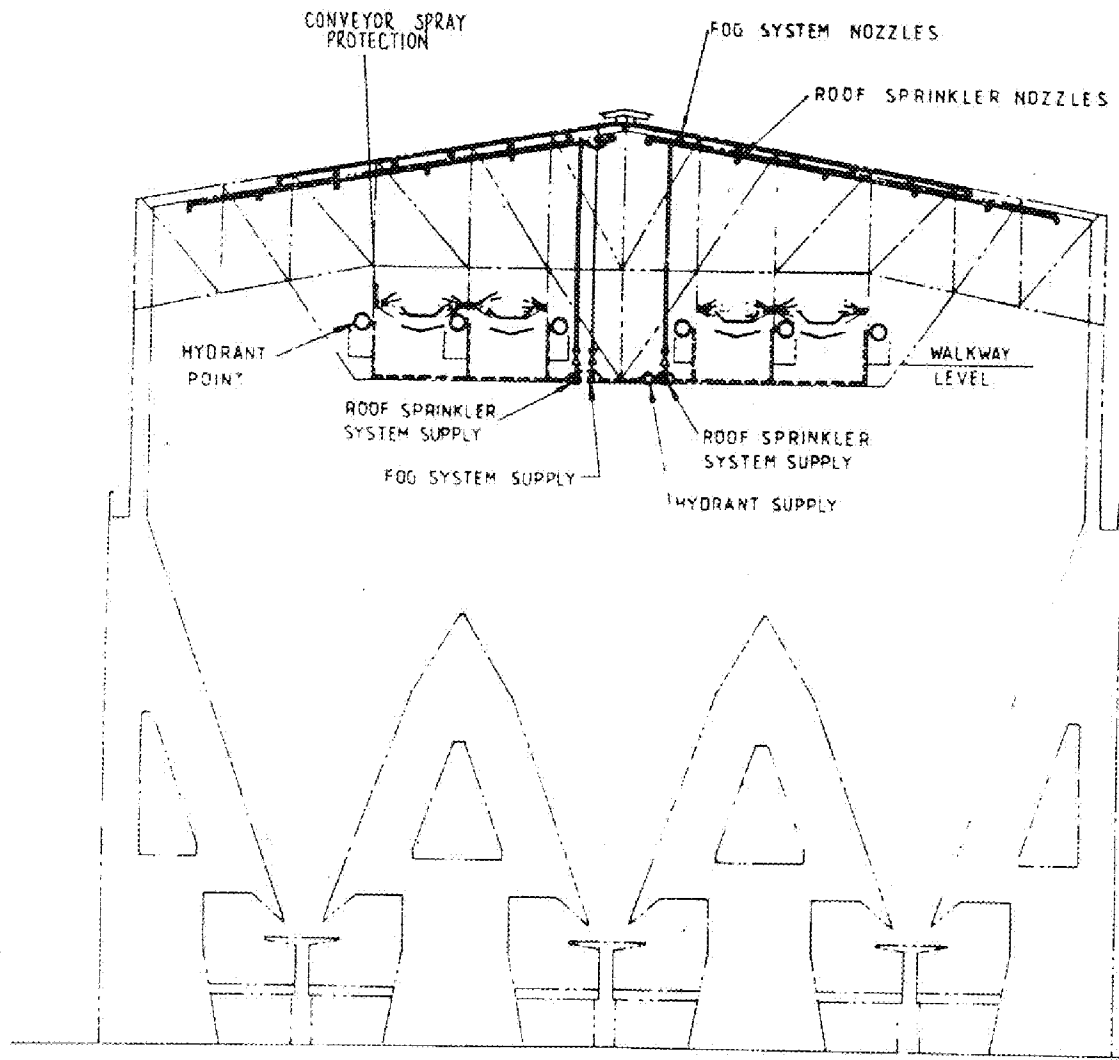 CONVEYOR SPRAY
PROTECTION
FOG SYSTEM NOZZLES
ROOF SPRINKLER NOZZLES
HYDRANT
POINT
WALKWAY
LEVEL
ROOF SPRINKLER
SYSTEM SUPPLY
ROOF SPRINKLER
SYSTEM SUPPLY
FOG SYSTEM SUPPLY
HYDRANT SUPPLY